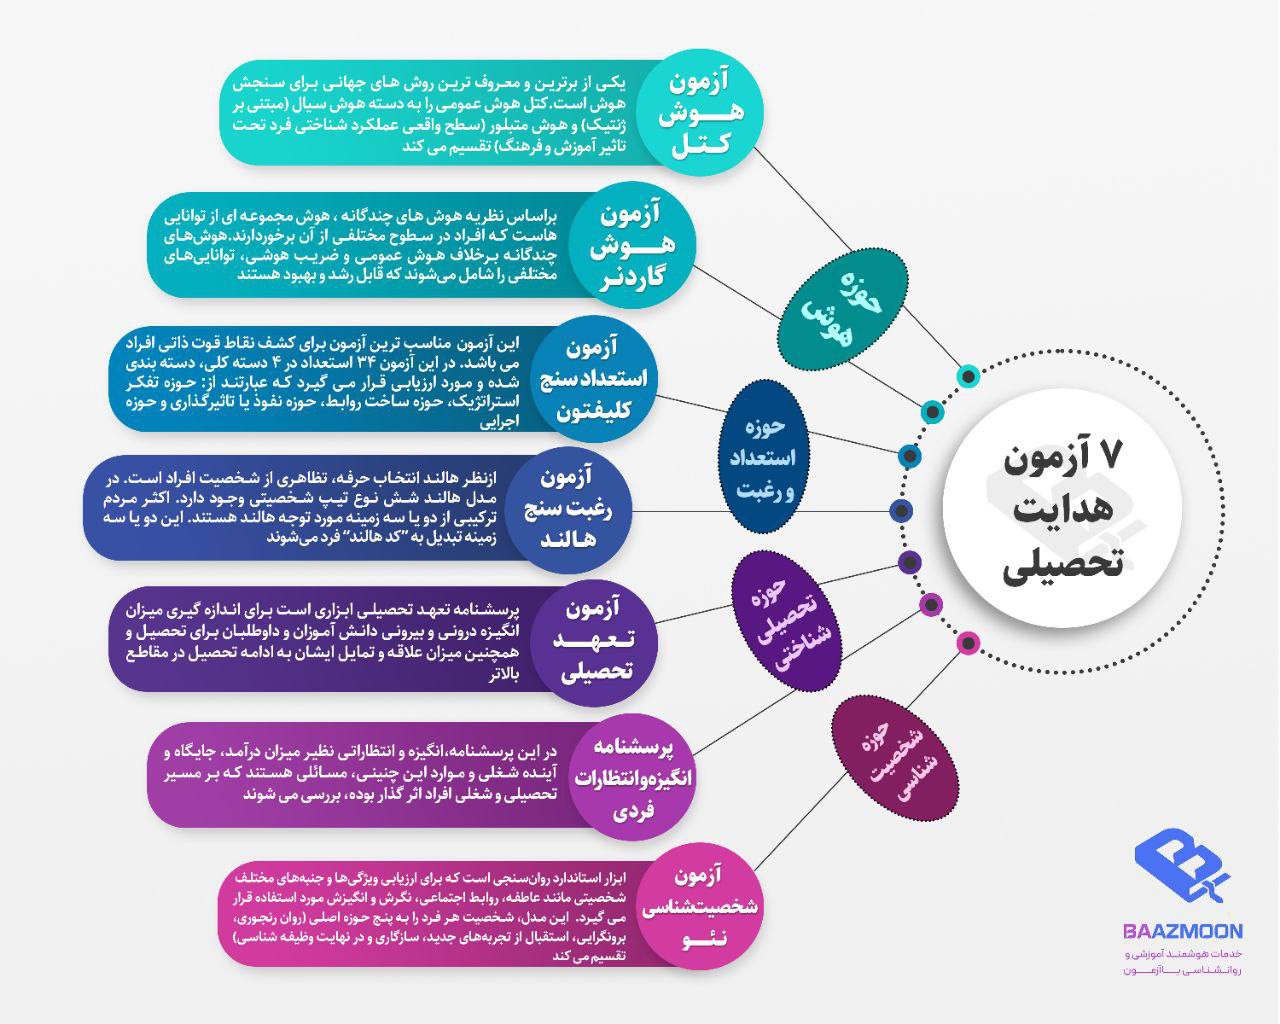 ۷ آزمون
هدایت
تحصیلی
حوزه
هوش
آزمون
هـــوش
کـتـل
یکی از برترین و معروف ترین روش های جهانی برای سنجش
هوش است.کتل هوش عمومی را به دسته هوش سیال (مبتنی بر
ژنتیک) و هوش متبلور (سطح واقعی عملکرد شناختی فرد تحت
تاثیر آموزش و فرهنگ) تقسیم می کند
آزمون
هـــوش
گاردنـر
براساس نظریه هوش های چندگانه ، هوش مجموعه ای از توانایی
هاست که افراد در سطوح مختلفی از آن برخوردارند.هوش‌های
چندگانه برخلاف هوش عمومی و ضریب هوشی، توانایی‌های
مختلفی را شامل می‌شوند که قابل رشد و بهبود هستند
حوزه
استعداد
و رغبت
آزمون
استعداد سنج
کلیفتون
این آزمون مناسب ترین آزمون برای کشف نقاط قوت ذاتی افراد
می باشد. در این آزمون ۳۴ استعداد در ۴ دسته کلی، دسته بندی
شده و مورد ارزیابی قرار می گیرد که عبارتند از: حوزه تفکر
استراتژیک، حوزه ساخت روابط، حوزه نفوذ یا تاثیرگذاری و حوزه
اجرایی
آزمون
رغبت سنج
هـالنـد
ازنظر هالند انتخاب حرفه، تظاهری از شخصیت افراد است. در
مدل هالند شش نوع تیپ شخصیتی وجود دارد. اکثر مردم
ترکیبی از دو یا سه زمینه مورد توجه هالند هستند. این دو یا سه
زمینه تبدیل به ”کد هالند“ فرد می‌شوند
حوزه
تحصیلی
شناختی
آزمون
تـعـهـــد
تحصیلی
پرسشنامه تعهد تحصیلی ابزاری است برای اندازه گیری میزان
انگیزه درونی و بیرونی دانش آموزان و داوطلبان برای تحصیل و
همچنین میزان علاقه و تمایل ایشان به ادامه تحصیل در مقاطع
بالاتر
پرسشنامه
انگیزه‌وانتظارات
فردی
در این پرسشنامه،انگیزه و انتظاراتی نظیر میزان درآمد، جایگاه و
آینده شغلی و موارد این چنینی، مسائلی هستند که بر مسیر
تحصیلی و شغلی افراد اثر گذار بوده، بررسی می شوند
حوزه
شخصیت
شناسی
آزمون
شخصیت‌شناسی
نـئــو
ابزار استاندارد روان‌سنجی است که برای ارزیابی ویژگی‌ها و جنبه‌های مختلف
شخصیتی مانند عاطفه، روابط اجتماعی، نگرش و انگیزش مورد استفاده قرار
می گیرد. این مدل، شخصیت هر فرد را به پنج حوزه اصلی (روان رنجوری،
برونگرایی، استقبال از تجربه‌های جدید، سازگاری و در نهایت وظیفه شناسی)
تقسیم می کند
BAAZMOON
خدمات هوشمنـد آموزشی و
روانـشنـاسـی بــاآزمـــون